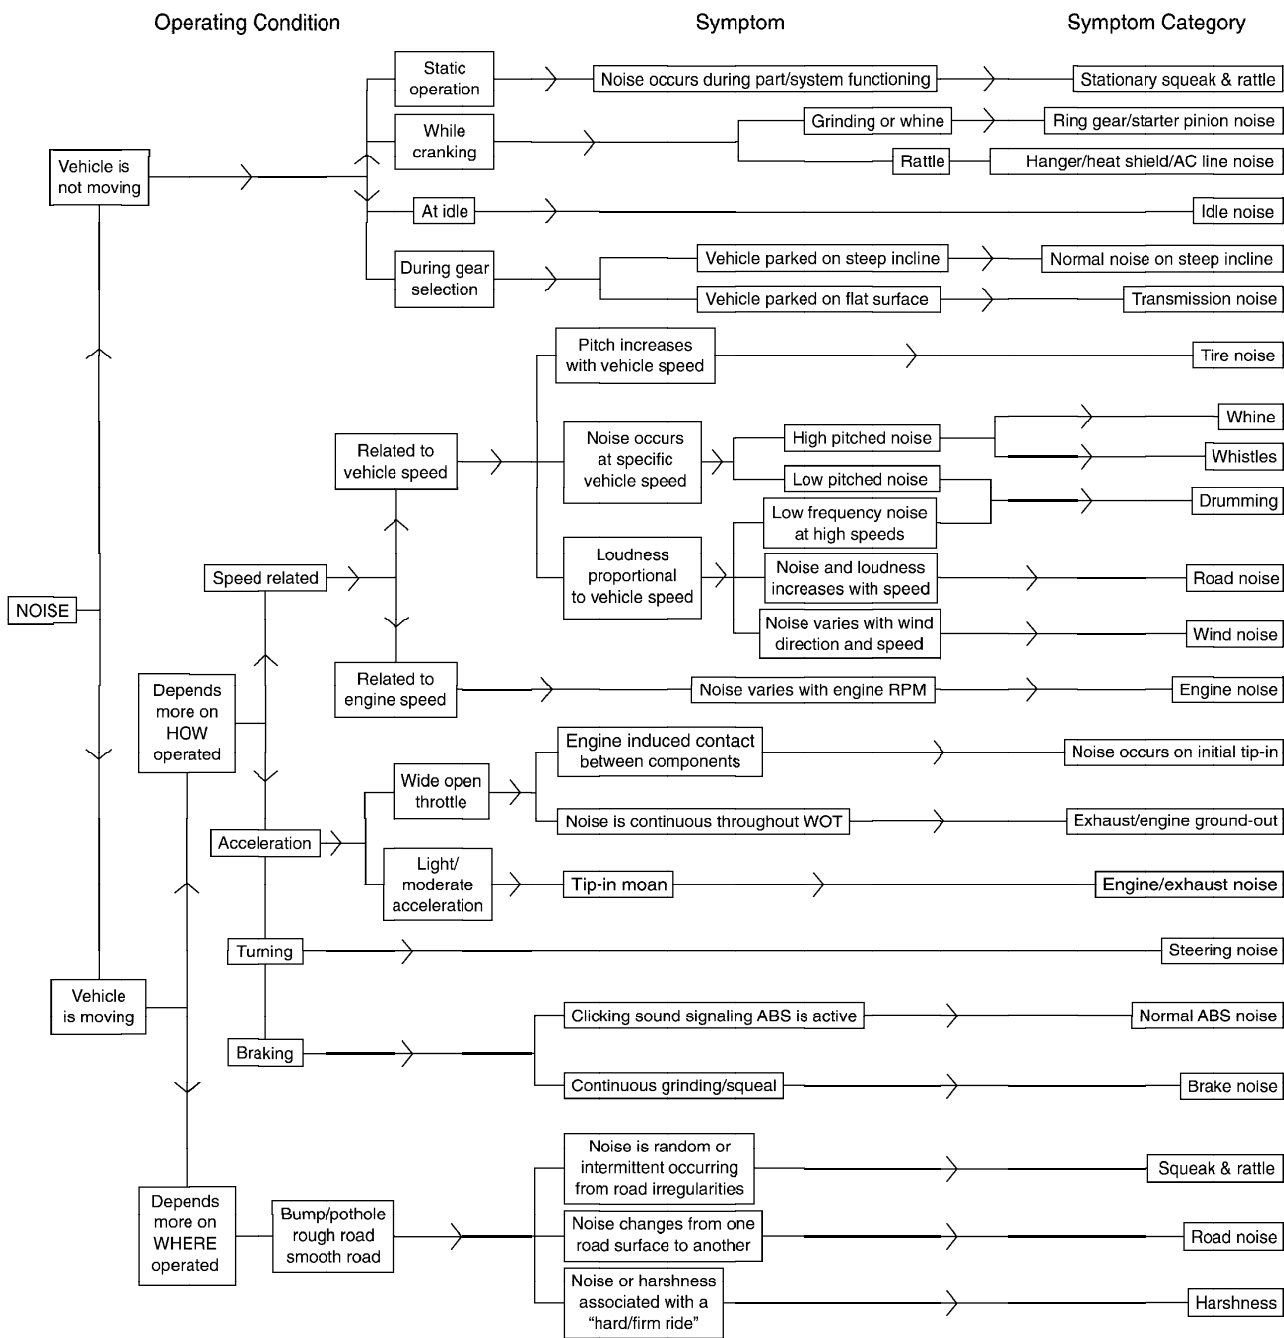 Operating Condition
Symptom
Symptom Category
Static
operation
Noise occurs during part/system functioning
Stationary squeak & rattle
While
cranking
Grinding or whine
Ring gear/starter pinion noise
Rattle
Hanger/heat shield/AC line noise
Vehicle is
not moving
At idle
Idle noise
During gear
selection
Vehicle parked on steep incline
Normal noise on steep incline
Vehicle parked on flat surface
Transmission noise
Pitch increases
with vehicle speed
Tire noise
Related to
vehicle speed
Noise occurs
at specific
vehicle speed
High pitched noise
Whine
Whistles
Low pitched noise
Drumming
Low frequency noise
at high speeds
Loudness
proportional
to vehicle speed
Noise and loudness
increases with speed
Road noise
Noise varies with wind
direction and speed
Wind noise
Speed related
NOISE
Related to
engine speed
Noise varies with engine RPM
Engine noise
Depends
more on
HOW
operated
Engine induced contact
between components
Noise occurs on initial tip-in
Wide open
throttle
Noise is continuous throughout WOT
Exhaust/engine ground-out
Acceleration
Light/
moderate
acceleration
Tip-in moan
Engine/exhaust noise
Turning
Steering noise
Vehicle
is moving
Clicking sound signaling ABS is active
Normal ABS noise
Braking
Continuous grinding/squeal
Brake noise
Noise is random or
intermittent occurring
from road irregularities
Squeak & rattle
Depends
more on
WHERE
operated
Bump/pothole
rough road
smooth road
Noise changes from one
road surface to another
Road noise
Noise or harshness
associated with a
“hard/firm ride”
Harshness